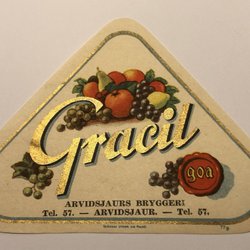 Gracil
goa
ARVIDSJAURS BRYGGERI
Tel. 57. — ARVIDSJAUR. — Tel. 57.